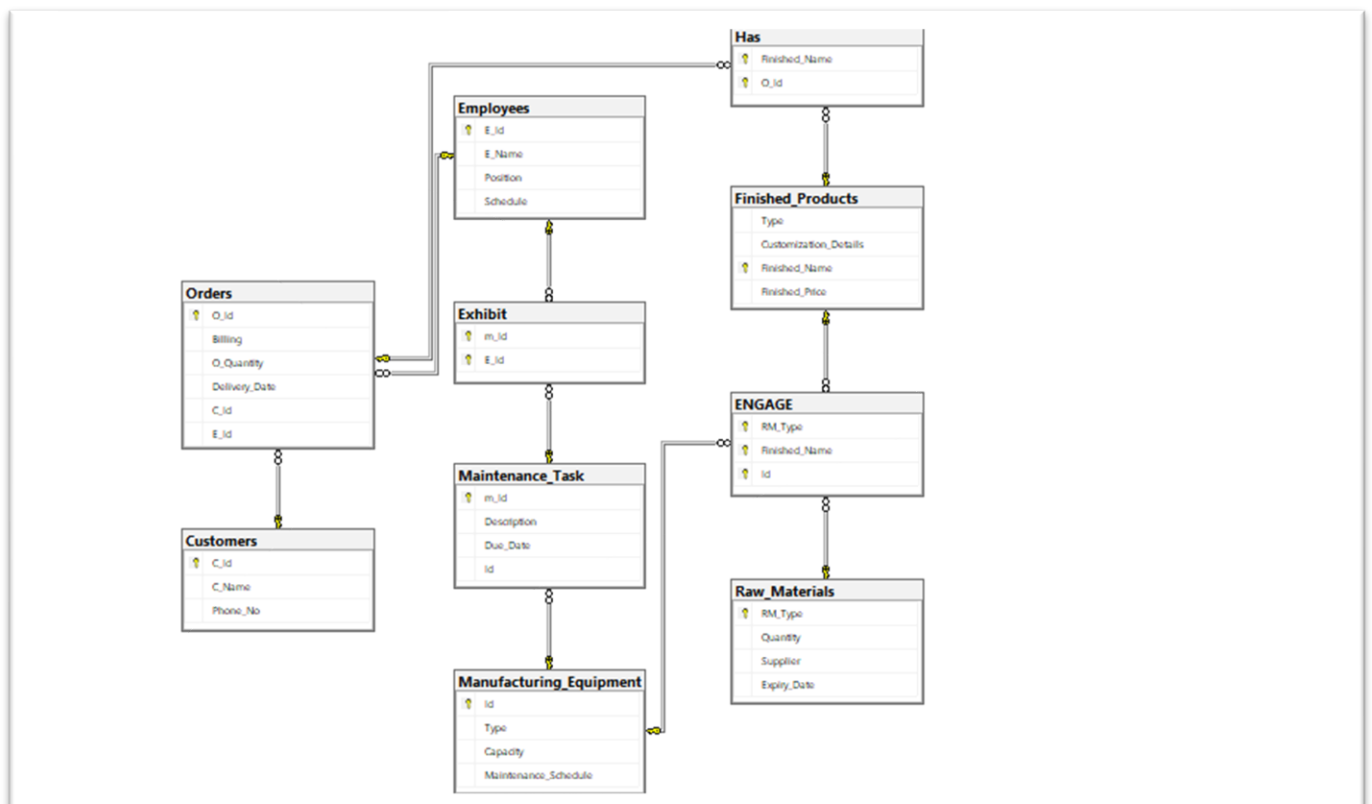 Has
Finished_Name
O_Id
Employees
E_Id
E_Name
Position
Schedule
Finished_Products
Type
Customization_Details
Finished_Name
Finished_Price
Orders
O_Id
Billing
O_Quantity
Delivery_Date
C_Id
E_Id
Exhibit
m_Id
E_Id
ENGAGE
RM_Type
Finished_Name
Id
Maintenance_Task
m_Id
Description
Due_Date
Id
Customers
C_Id
C_Name
Phone_No
Raw_Materials
RM_Type
Quantity
Supplier
Expiry_Date
Manufacturing_Equipment
Id
Type
Capacity
Maintenance_Schedule